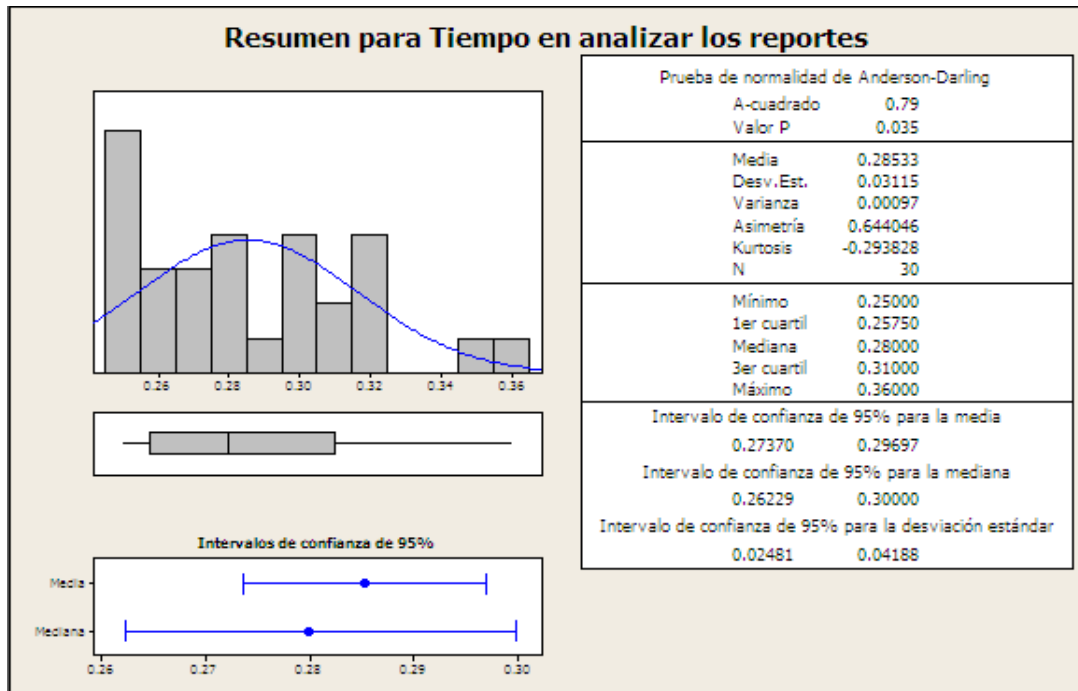 Resumen para Tiempo en analizar los reportes
0.26 0.28 0.30 0.32 0.34 0.36
Intervalos de confianza de 95%
Media
Mediana
0.26 0.27 0.28 0.29 0.30
Prueba de normalidad de Anderson-Darling
A-cuadrado 0.79
Valor P 0.035
Media 0.28533
Desv.Est. 0.03115
Varianza 0.00097
Asimetría 0.644046
Kurtosis -0.293828
N 30
Mínimo 0.25000
1er cuartil 0.25750
Mediana 0.28000
3er cuartil 0.31000
Máximo 0.36000
Intervalo de confianza de 95% para la media
0.27370 0.29697
Intervalo de confianza de 95% para la mediana
0.26229 0.30000
Intervalo de confianza de 95% para la desviación estándar
0.02481 0.04188